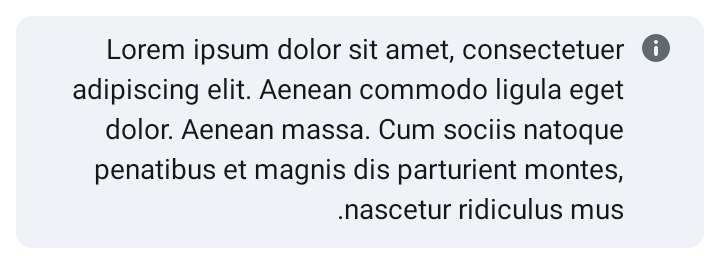 Lorem ipsum dolor sit amet, consectetuer
adipiscing elit. Aenean commodo ligula eget
dolor. Aenean massa. Cum sociis natoque
penatibus et magnis dis parturient montes,
.nascetur ridiculus mus